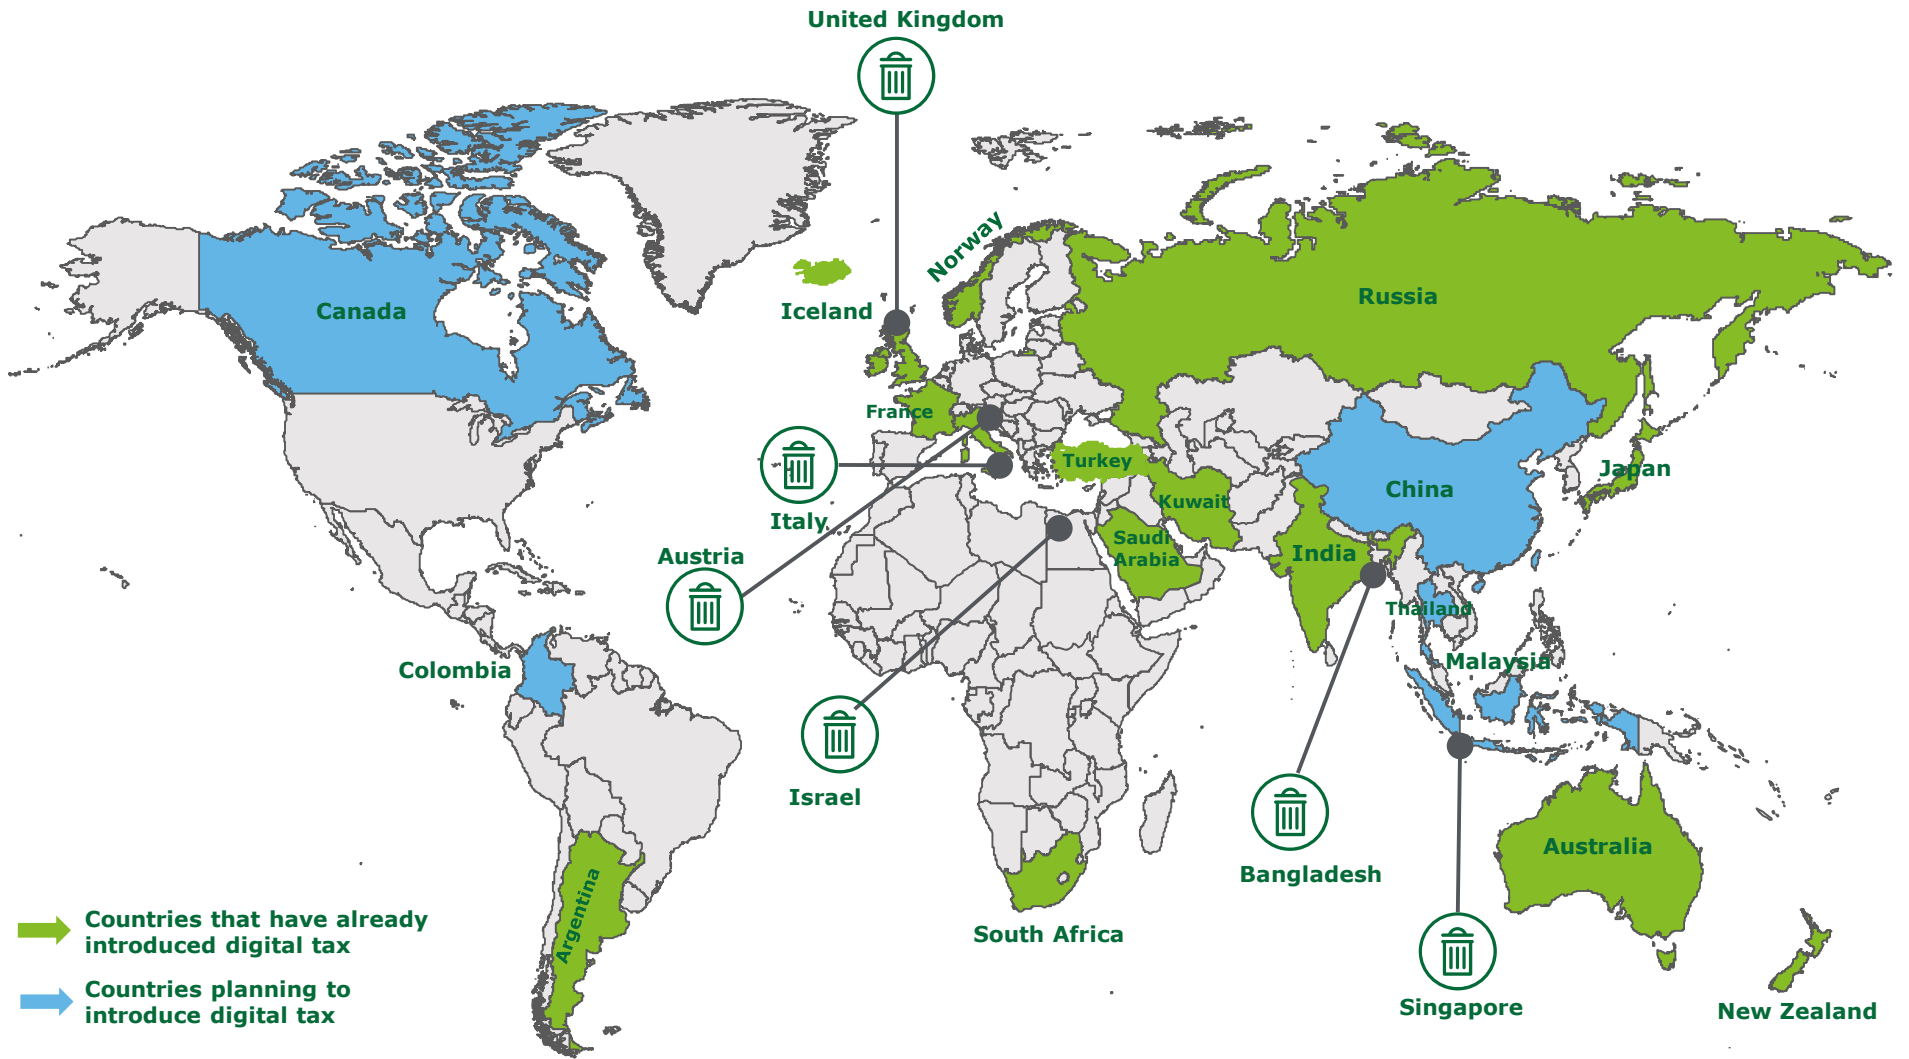 United Kingdom
Norway
Iceland
Russia
Canada
France
Turkey
Japan
China
Kuwait
Italy
Saudi
Arabia
India
Austria
Thailand
Colombia
Malaysia
Israel
Australia
Bangladesh
Argentina
South Africa
Singapore
New Zealand
Countries that have already
introduced digital tax
Countries planning to
introduce digital tax